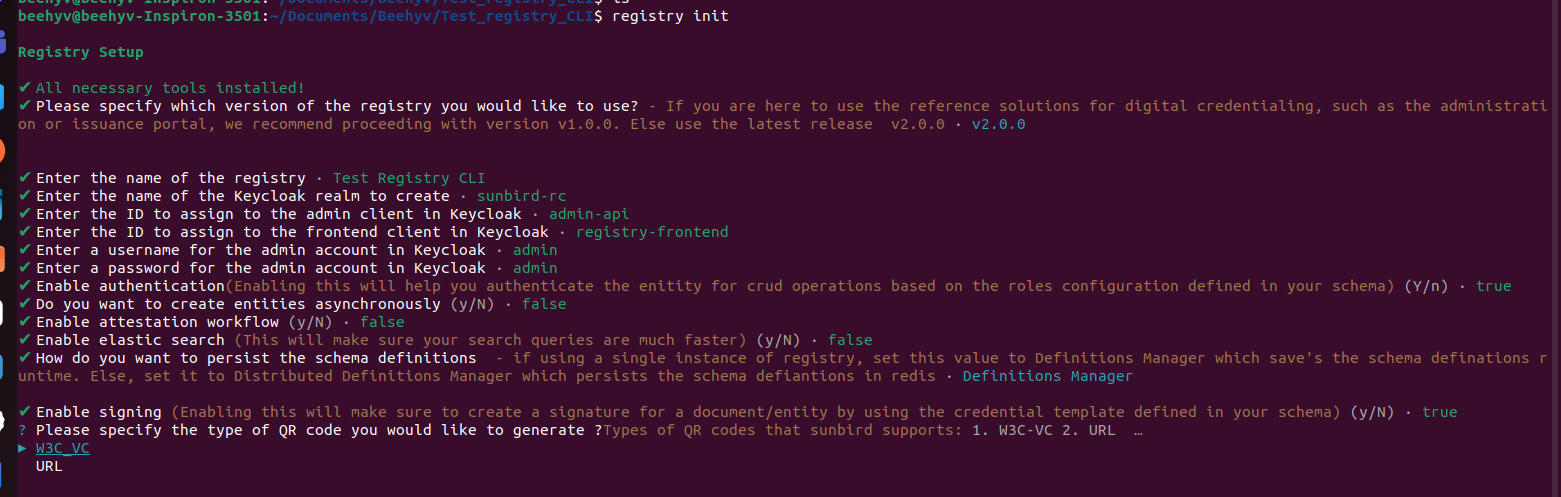 beehyv@beehyv-Inspiron-3501:~/Documents/Beehyv/Test_registry_CLI$ ls
beehyv@beehyv-Inspiron-3501:~/Documents/Beehyv/Test_registry_CLI$ registry init
Registry Setup
✔ All necessary tools installed!
✔ Please specify which version of the registry you would like to use? - If you are here to use the reference solutions for digital credentialing, such as the administrati
on or issuance portal, we recommend proceeding with version v1.0.0. Else use the latest release  v2.0.0 · v2.0.0
✔ Enter the name of the registry · Test Registry CLI
✔ Enter the name of the Keycloak realm to create · sunbird-rc
✔ Enter the ID to assign to the admin client in Keycloak · admin-api
✔ Enter the ID to assign to the frontend client in Keycloak · registry-frontend
✔ Enter a username for the admin account in Keycloak · admin
✔ Enter a password for the admin account in Keycloak · admin
✔ Enable authentication(Enabling this will help you authenticate the enitity for crud operations based on the roles configuration defined in your schema) (Y/n) · true
✔ Do you want to create entities asynchronously (y/N) · false
✔ Enable attestation workflow (y/N) · false
✔ Enable elastic search (This will make sure your search queries are much faster) (y/N) · false
✔ How do you want to persist the schema definitions  - if using a single instance of registry, set this value to Definitions Manager which save's the schema definations r
untime. Else, set it to Distributed Definitions Manager which persists the schema defiantions in redis · Definitions Manager
✔ Enable signing (Enabling this will make sure to create a signature for a document/entity by using the credential template defined in your schema) (y/N) · true
? Please specify the type of QR code you would like to generate ?Types of QR codes that sunbird supports: 1. W3C-VC 2. URL  …
▸ W3C_VC
URL